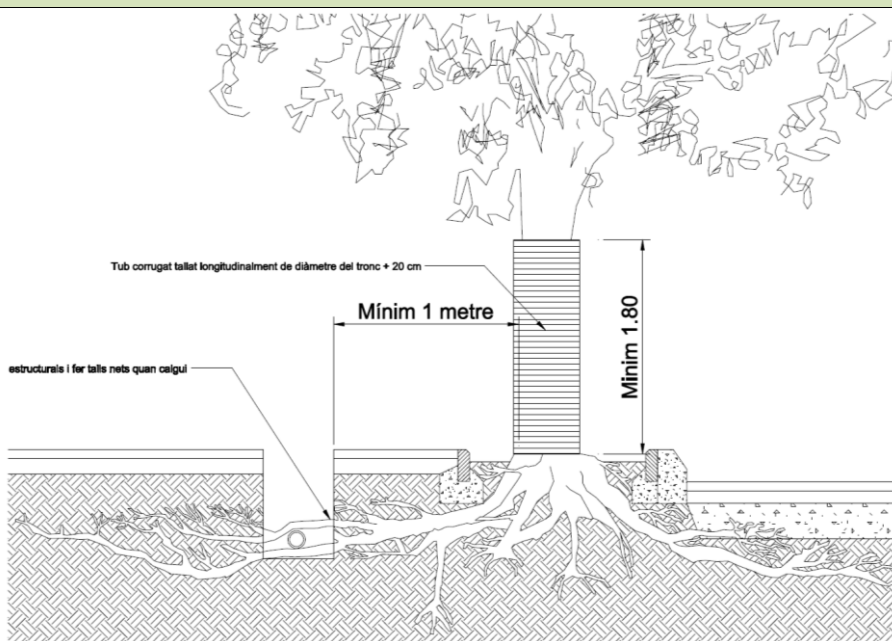 Tub corrugat tallat longitudinalment de diàmetre del tronc + 20 cm
Mínim 1 metre
Minim 1.80
estructurals i fer talls nets quan calgui